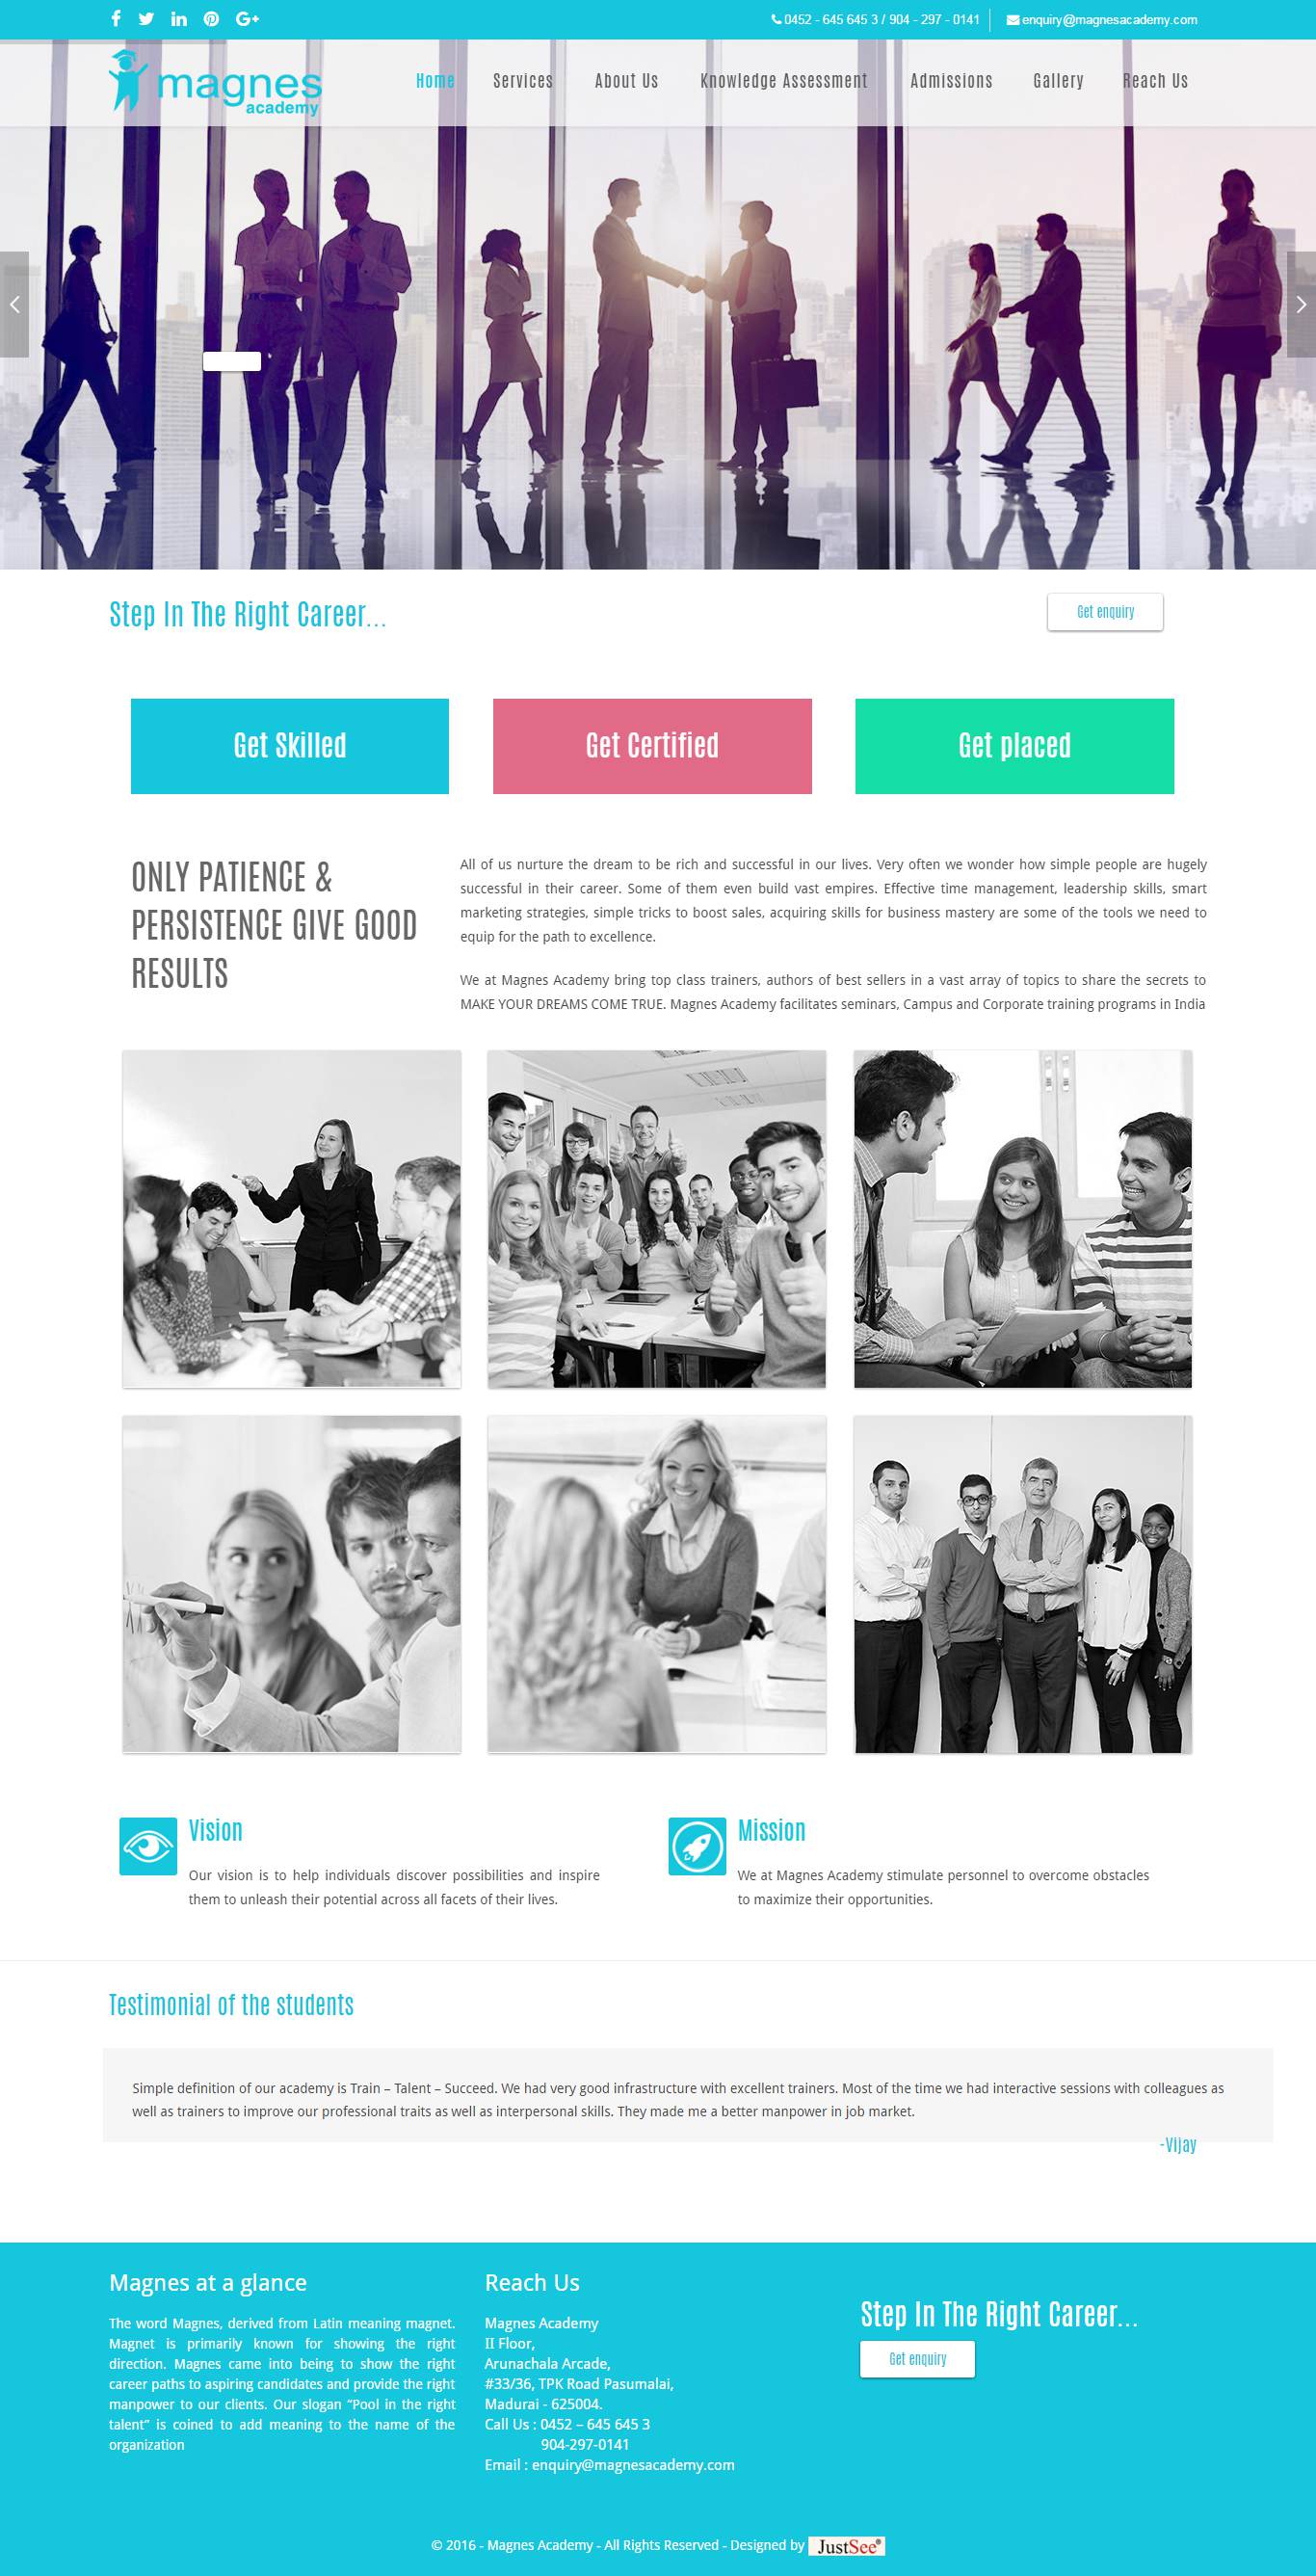 0452 - 645 645 3 / 904 - 297 - 0141
enquiry@magnesacademy.com
magnes
academy
Home Services About Us Knowledge Assessment Admissions Gallery Reach Us
Step In The Right Career...
Get enquiry
Get Skilled
Get Certified
Get placed
ONLY PATIENCE &
PERSISTENCE GIVE GOOD
RESULTS
All of us nurture the dream to be rich and successful in our lives. Very often we wonder how simple people are hugely
successful in their career. Some of them even build vast empires. Effective time management, leadership skills, smart
marketing strategies, simple tricks to boost sales, acquiring skills for business mastery are some of the tools we need to
equip for the path to excellence.
We at Magnes Academy bring top class trainers, authors of best sellers in a vast array of topics to share the secrets to
MAKE YOUR DREAMS COME TRUE. Magnes Academy facilitates seminars, Campus and Corporate training programs in India
Vision
Our vision is to help individuals discover possibilities and inspire
them to unleash their potential across all facets of their lives.
Mission
We at Magnes Academy stimulate personnel to overcome obstacles
to maximize their opportunities.
Testimonial of the students
Simple definition of our academy is Train – Talent – Succeed. We had very good infrastructure with excellent trainers. Most of the time we had interactive sessions with colleagues as
well as trainers to improve our professional traits as well as interpersonal skills. They made me a better manpower in job market.
-Vijay
Magnes at a glance
The word Magnes, derived from Latin meaning magnet.
Magnet is primarily known for showing the right
direction. Magnes came into being to show the right
career paths to aspiring candidates and provide the right
manpower to our clients. Our slogan “Pool in the right
talent” is coined to add meaning to the name of the
organization
Reach Us
Magnes Academy
II Floor,
Arunachala Arcade,
#33/36, TPK Road Pasumalai,
Madurai - 625004.
Call Us : 0452 – 645 645 3
904-297-0141
Email : enquiry@magnesacademy.com
Step In The Right Career...
Get enquiry
© 2016 - Magnes Academy - All Rights Reserved - Designed by JustSee®